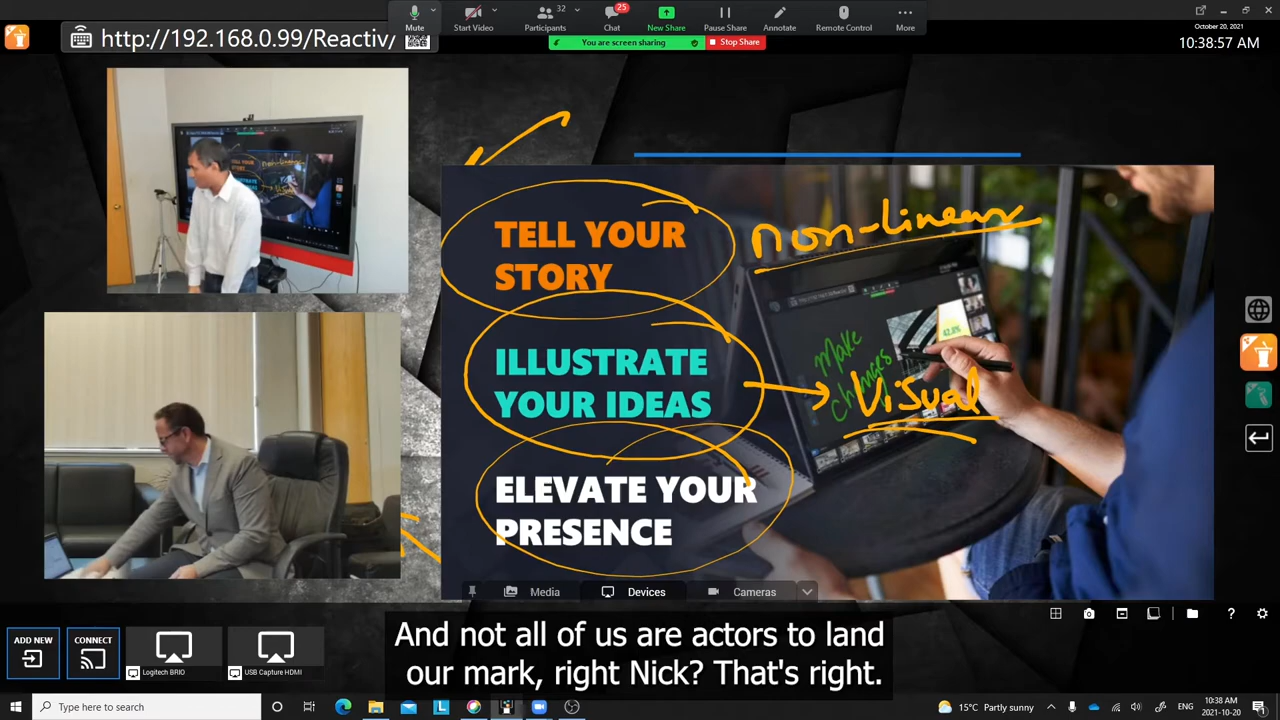 Mute
Start Video
Participants
32
Chat
25
New Share
Pause Share
Annotate
Remote Control
More
You are screen sharing
Stop Share
October 20, 2021
10:38:57 AM
http://192.168.0.99/Reactiv/
TELL YOUR
STORY
non-linear
ILLUSTRATE
YOUR IDEAS
Make
changes
42.8%
Visual
ELEVATE YOUR
PRESENCE
Media
Devices
Cameras
ADD NEW
CONNECT
Logitech BRIO
USB Capture HDMI
And not all of us are actors to land
our mark, right Nick? That's right.
Type here to search
15°C Partly sunny
10:38 AM
2021-10-20